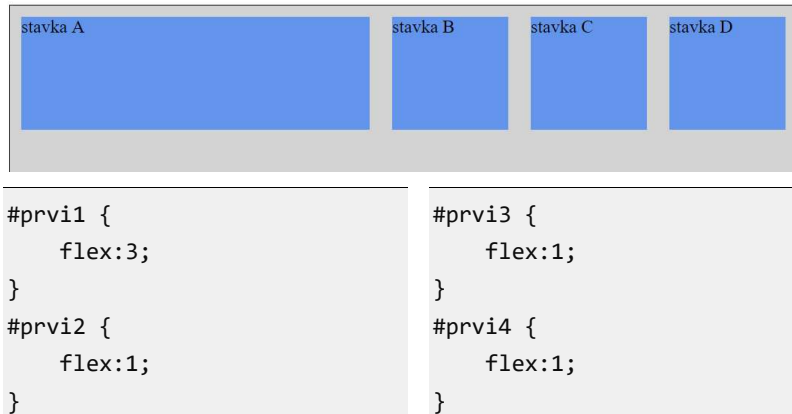 stavka A
stavka B
stavka C
stavka D
#prvi1 {
    flex:3;
}
#prvi2 {
    flex:1;
}
#prvi3 {
    flex:1;
}
#prvi4 {
    flex:1;
}